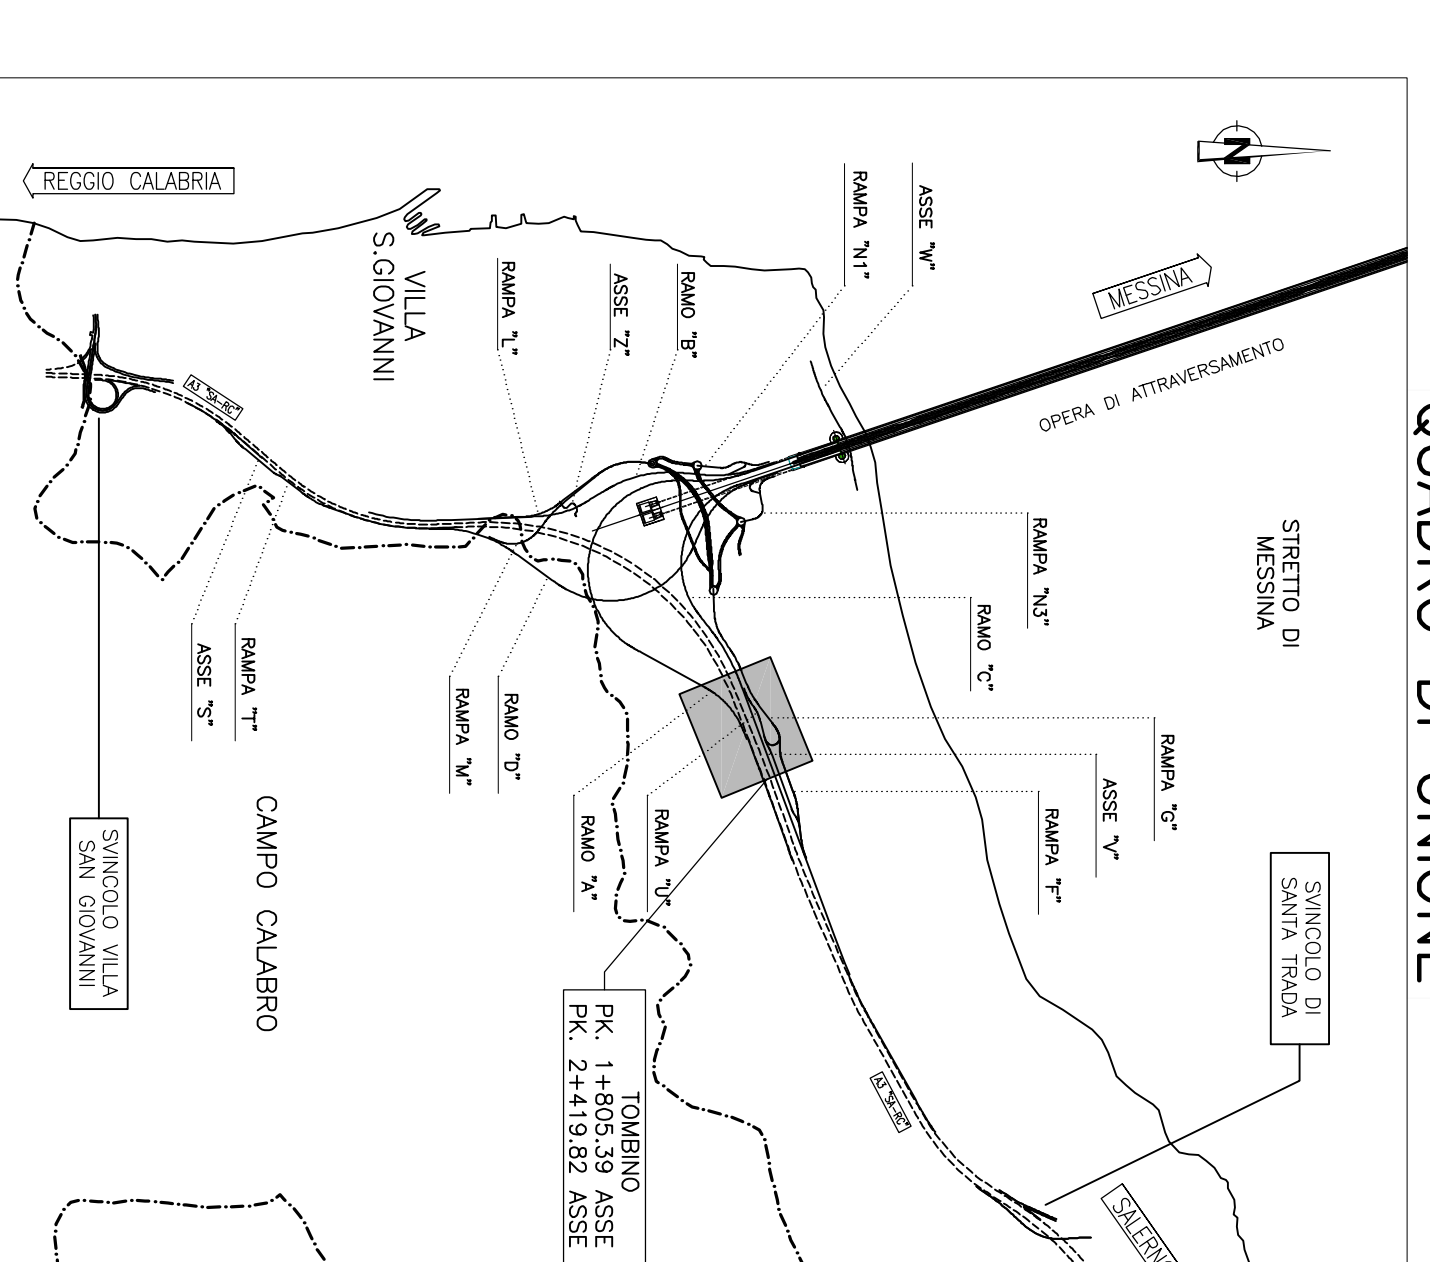 QUADRO DI UNIONE
N
REGGIO CALABRIA
MESSINA
OPERA DI ATTRAVERSAMENTO
STRETTO DI
MESSINA
VILLA
S.GIOVANNI
ASSE "W"
RAMPA "N1"
RAMO "B"
ASSE "Z"
RAMPA "L"
A3 "SA-RC"
RAMPA "N3"
RAMO "C"
RAMPA "G"
ASSE "V"
RAMPA "F"
RAMPA "T"
ASSE "S"
RAMO "D"
RAMPA "M"
RAMPA "U"
RAMO "A"
CAMPO CALABRO
SVINCOLO VILLA
SAN GIOVANNI
SVINCOLO DI
SANTA TRADA
A3 "SA-RC"
TOMBINO
PK. 1+805.39 ASSE
PK. 2+419.82 ASSE
SALERNO